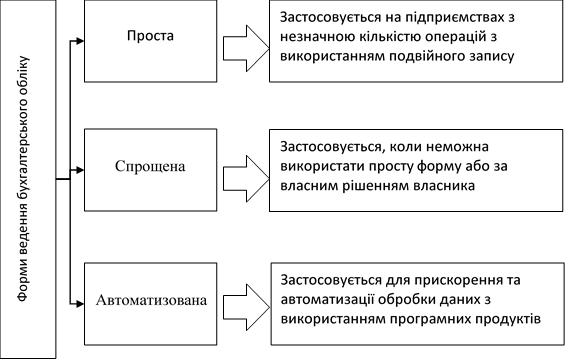 Форми ведення бухгалтерського обліку
Проста
Застосовується на підприємствах з
незначною кількістю операцій з
використанням подвійного запису
Спрощена
Застосовується, коли неможна
використати просту форму або за
власним рішенням власника
Автоматизована
Застосовується для прискорення та
автоматизації обробки даних з
використанням програмних продуктів